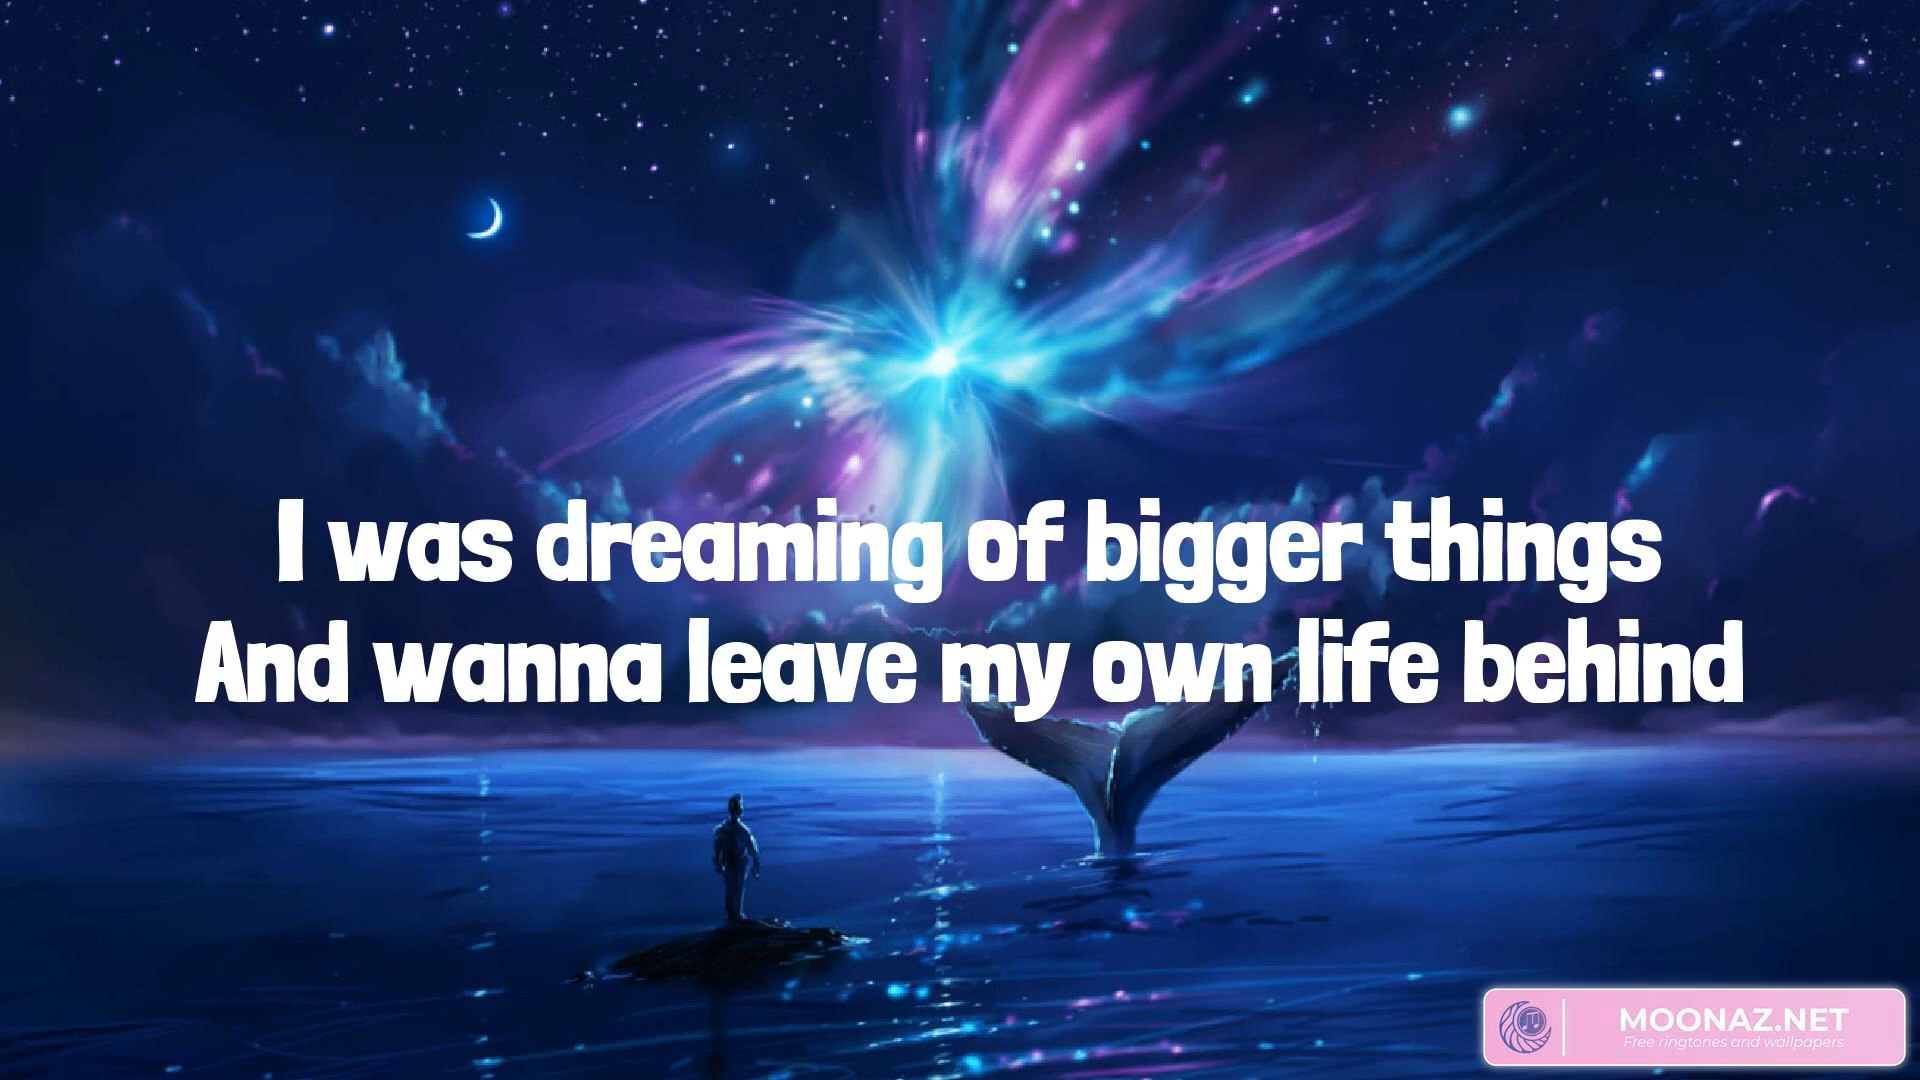 I was dreaming of bigger things
And wanna leave my own life behind
MOONAZ.NET
Free ringtones and wallpapers